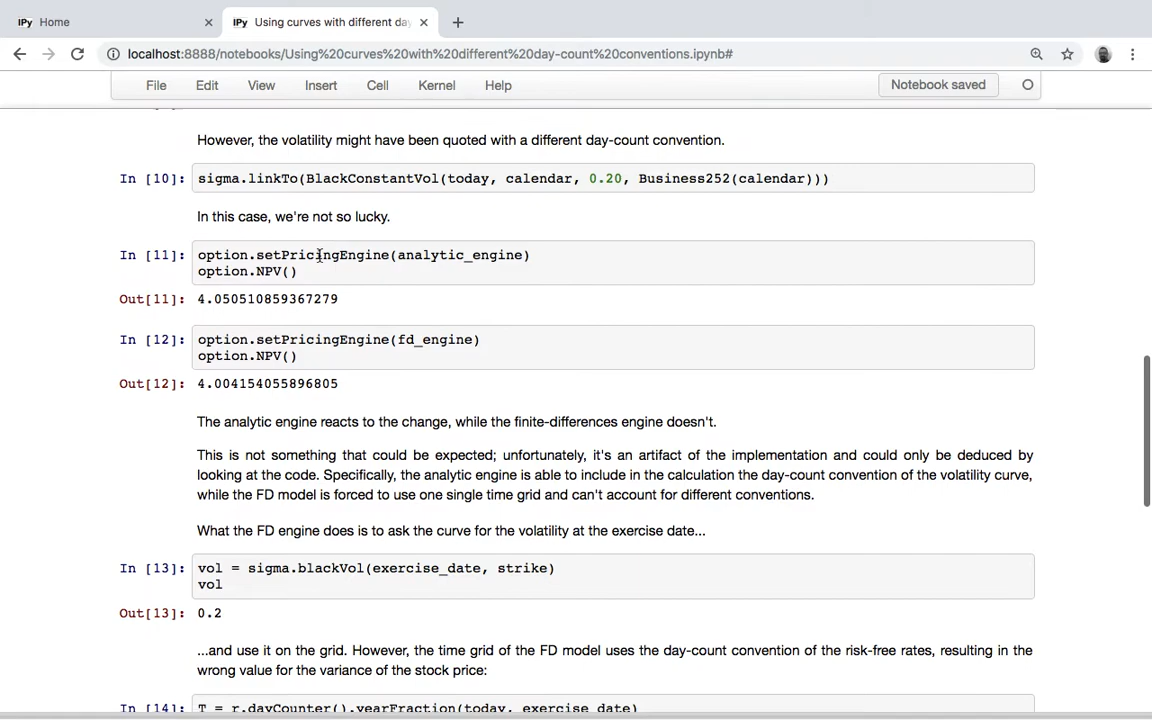 IPy Home
IPy Using curves with different da
localhost:8888/notebooks/Using%20curves%20with%20different%20day-count%20conventions.ipynb#
File Edit View Insert Cell Kernel Help Notebook saved
However, the volatility might have been quoted with a different day-count convention.
In [10]: sigma.linkTo(BlackConstantVol(today, calendar, 0.20, Business252(calendar)))
In this case, we're not so lucky.
In [11]: option.setPricingEngine(analytic_engine)
option.NPV()
Out[11]: 4.050510859367279
In [12]: option.setPricingEngine(fd_engine)
option.NPV()
Out[12]: 4.004154055896805
The analytic engine reacts to the change, while the finite-differences engine doesn't.
This is not something that could be expected; unfortunately, it's an artifact of the implementation and could only be deduced by
looking at the code. Specifically, the analytic engine is able to include in the calculation the day-count convention of the volatility curve,
while the FD model is forced to use one single time grid and can't account for different conventions.
What the FD engine does is to ask the curve for the volatility at the exercise date...
In [13]: vol = sigma.blackVol(exercise_date, strike)
vol
Out[13]: 0.2
...and use it on the grid. However, the time grid of the FD model uses the day-count convention of the risk-free rates, resulting in the
wrong value for the variance of the stock price:
In [14]: T = r.dayCounter().yearFraction(today, exercise_date)